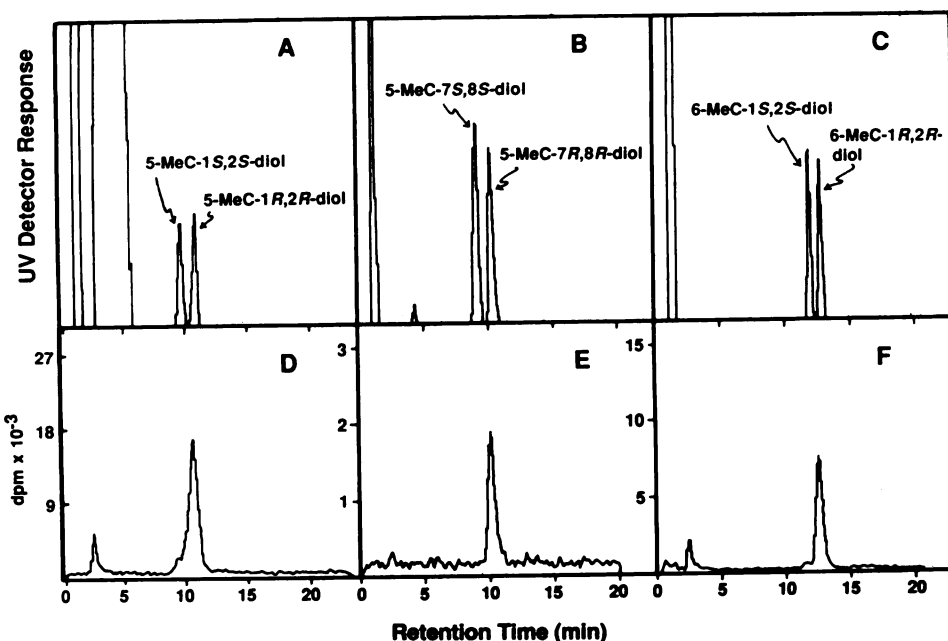 UV Detector Response
A
5-MeC-1S,2S-diol
5-MeC-1R,2R-diol
B
5-MeC-7S,8S-diol
5-MeC-7R,8R-diol
C
6-MeC-1S,2S-diol
6-MeC-1R,2R-
diol
dpm x 10⁻³
27
18
9
D
0 5 10 15 20
3
2
1
E
0 5 10 15 20
15
10
5
F
0 5 10 15 20
Retention Time (min)